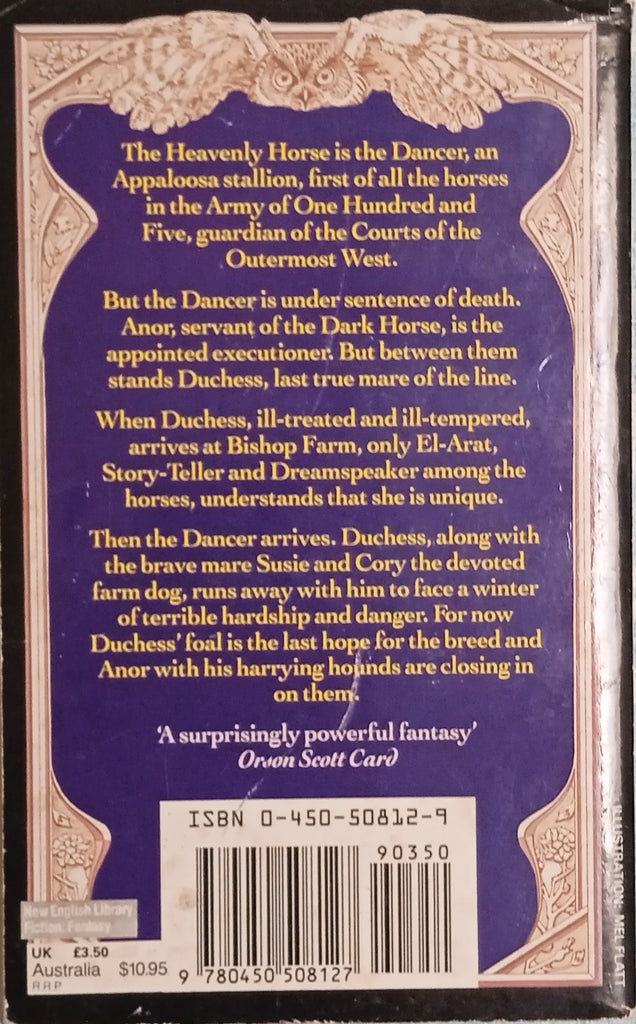 The Heavenly Horse is the Dancer, an
Appaloosa stallion, first of all the horses
in the Army of One Hundred and
Five, guardian of the Courts of the
Outermost West.
But the Dancer is under sentence of death.
Anor, servant of the Dark Horse, is the
appointed executioner. But between them
stands Duchess, last true mare of the line.
When Duchess, ill-treated and ill-tempered,
arrives at Bishop Farm, only El-Arat,
Story-Teller and Dreamspeaker among the
horses, understands that she is unique.
Then the Dancer arrives. Duchess, along with
the brave mare Susie and Cory the devoted
farm dog, runs away with him to face a winter
of terrible hardship and danger. For now
Duchess' foal is the last hope for the breed and
Anor with his harrying hounds are closing in
on them.
'A surprisingly powerful fantasy'
Orson Scott Card
ISBN 0-450-50812-9
90350
9 780450 508127
New English Library
Fiction: Fantasy
UK £3.50
Australia $10.95
RRP
ILLUSTRATION: MEL FLATT